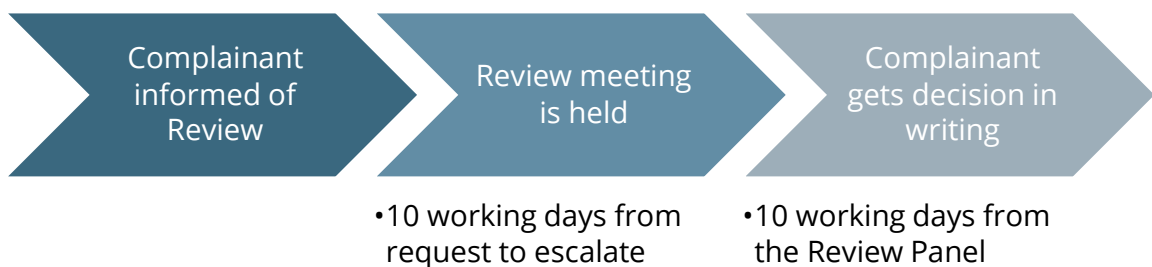 Complainant
informed of
Review
Review meeting
is held
Complainant
gets decision in
writing
•10 working days from
request to escalate
•10 working days from
the Review Panel